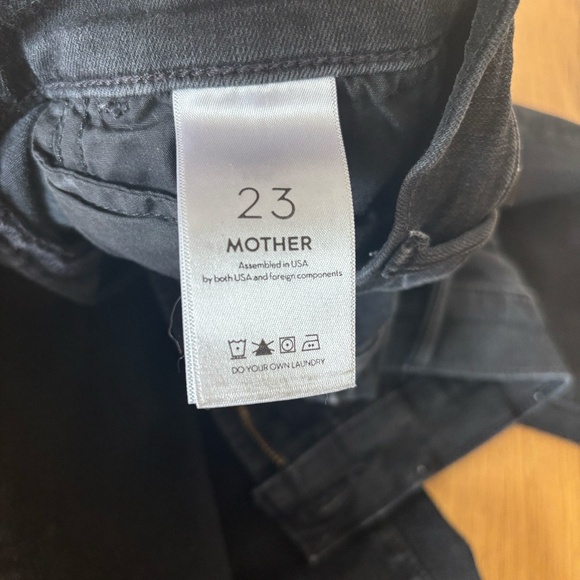 23
MOTHER
Assembled in USA
by both USA and foreign components
DO YOUR OWN LAUNDRY